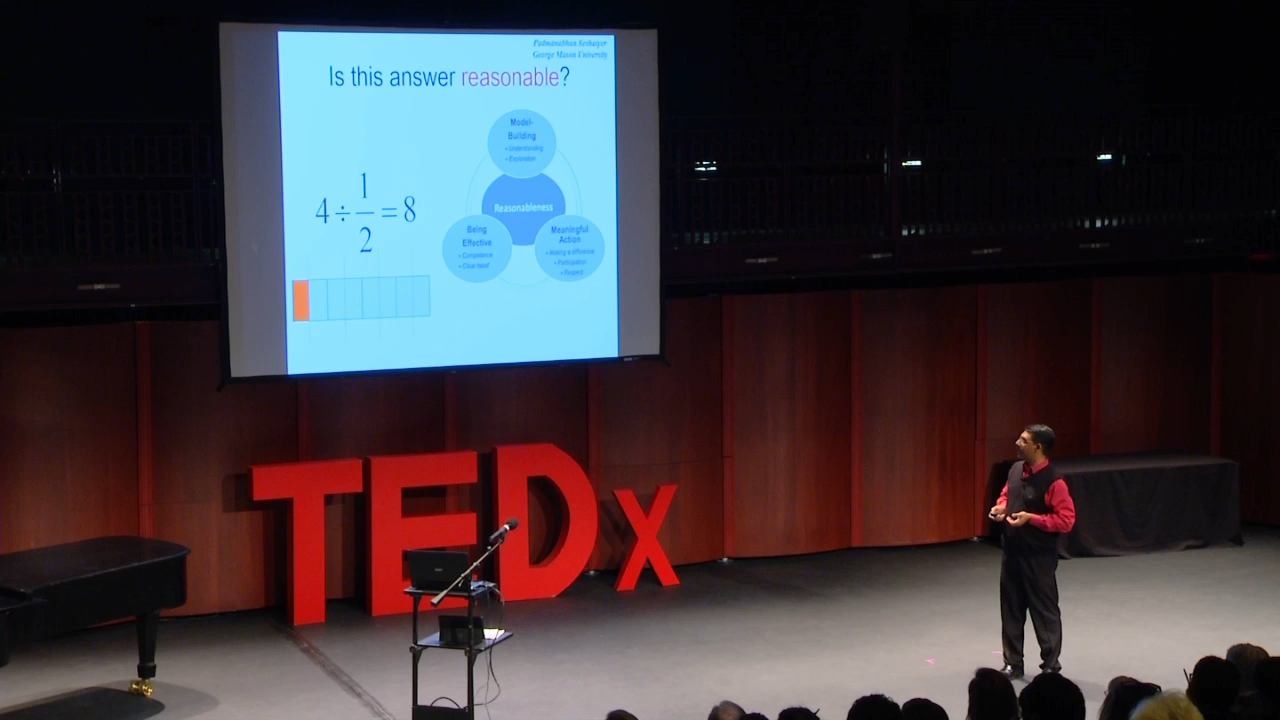 Padmanabhan Seshaiyer
George Mason University
Is this answer reasonable?
Model-
Building
• Understanding
• Exploration
4 ÷ 1/2 = 8
Reasonableness
Being
Effective
• Competence
• Clear head
Meaningful
Action
• Making a difference
• Participation
• Respect
TEDx